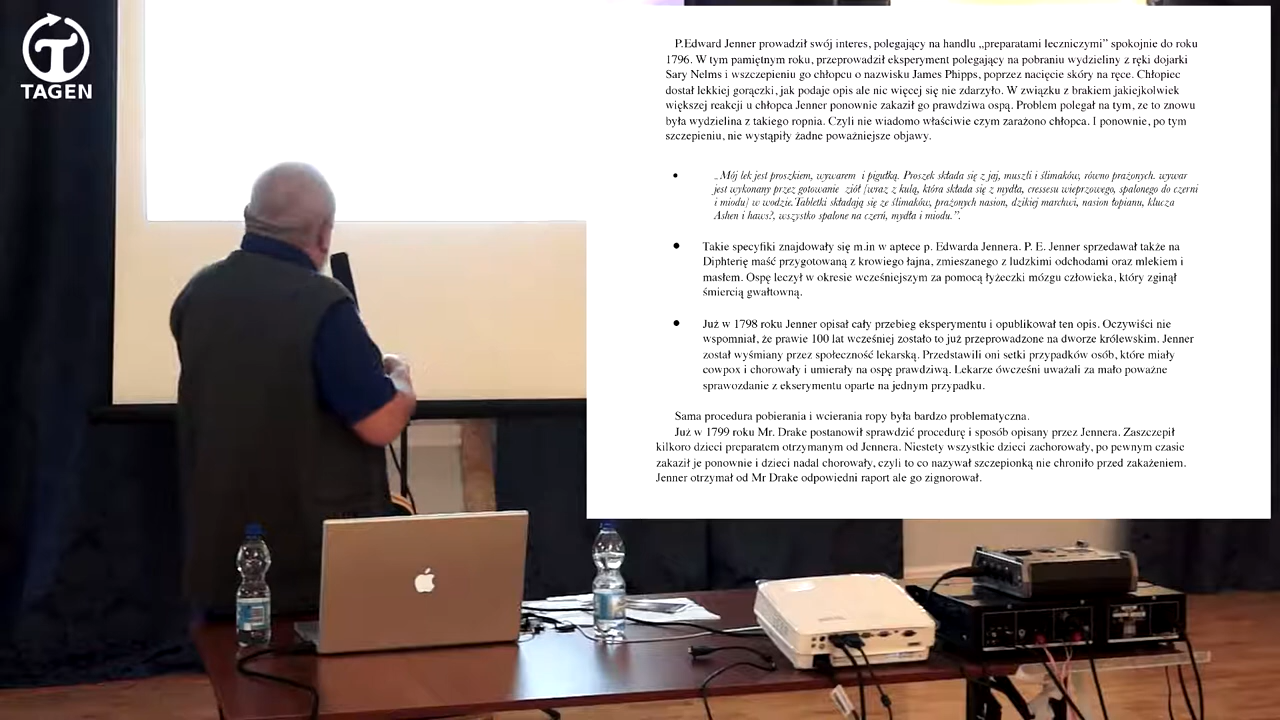 TAGEN
P.Edward Jenner prowadził swój interes, polegający na handlu „preparatami leczniczymi” spokojnie do roku
1796. W tym pamiętnym roku, przeprowadził eksperyment polegający na pobraniu wydzieliny z ręki dojarki
Sary Nelms i wszczepieniu go chłopcu o nazwisku James Phipps, poprzez nacięcie skóry na ręce. Chłopiec
dostał lekkiej gorączki, jak podaje opis ale nic więcej się nie zdarzyło. W związku z brakiem jakiejkolwiek
większej reakcji u chłopca Jenner ponownie zakaził go prawdziwa ospą. Problem polegał na tym, ze to znowu
była wydzielina z takiego ropnia. Czyli nie wiadomo właściwie czym zarażono chłopca. I ponownie, po tym
szczepieniu, nie wystąpiły żadne poważniejsze objawy.
• „Mój lek jest proszkiem, wywarem i pigułką. Proszek składa się z jaj, muszli i ślimaków, równo prażonych. wywar
jest wykonany przez gotowanie ziół [wraz z kulą, która składa się z mydła, cressesu wieprzowego, spalonego do czerni
i miodu] w wodzie.Tabletki składają się ze ślimaków, prażonych nasion, dzikiej marchwi, nasion łopianu, klucza
Ashen i haws?, wszystko spalone na czerń, mydła i miodu.”.
• Takie specyfiki znajdowały się m.in w aptece p. Edwarda Jennera. P. E. Jenner sprzedawał także na
Diphterię maść przygotowaną z krowiego łajna, zmieszanego z ludzkimi odchodami oraz mlekiem i
masłem. Ospę leczył w okresie wcześniejszym za pomocą łyżeczki mózgu człowieka, który zginął
śmiercią gwałtowną.
• Już w 1798 roku Jenner opisał cały przebieg eksperymentu i opublikował ten opis. Oczywiści nie
wspomniał, że prawie 100 lat wcześniej zostało to już przeprowadzone na dworze królewskim. Jenner
został wyśmiany przez społeczność lekarską. Przedstawili oni setki przypadków osób, które miały
cowpox i chorowały i umierały na ospę prawdziwą. Lekarze ówcześni uważali za mało poważne
sprawozdanie z ekserymentu oparte na jednym przypadku.
Sama procedura pobierania i wcierania ropy była bardzo problematyczna.
Już w 1799 roku Mr. Drake postanowił sprawdzić procedurę i sposób opisany przez Jennera. Zaszczepił
kilkoro dzieci preparatem otrzymanym od Jennera. Niestety wszystkie dzieci zachorowały, po pewnym czasie
zakaził je ponownie i dzieci nadal chorowały, czyli to co nazywał szczepionką nie chroniło przed zakażeniem.
Jenner otrzymał od Mr Drake odpowiedni raport ale go zignorował.